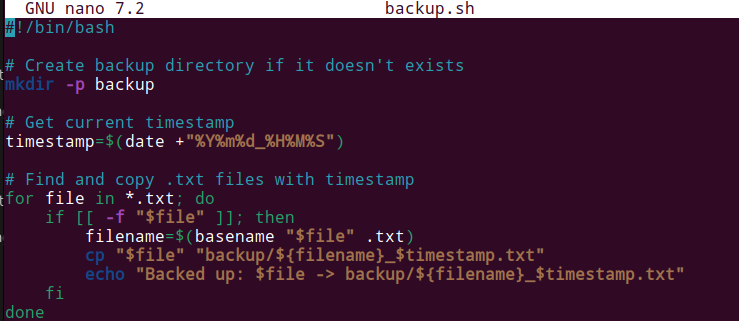 GNU nano 7.2 backup.sh
#!/bin/bash
# Create backup directory if it doesn't exists
mkdir -p backup
# Get current timestamp
timestamp=$(date +"%Y%m%d_%H%M%S")
# Find and copy .txt files with timestamp
for file in *.txt; do
    if [[ -f "$file" ]]; then
        filename=$(basename "$file" .txt)
        cp "$file" "backup/${filename}_$timestamp.txt"
        echo "Backed up: $file -> backup/${filename}_$timestamp.txt"
    fi
done